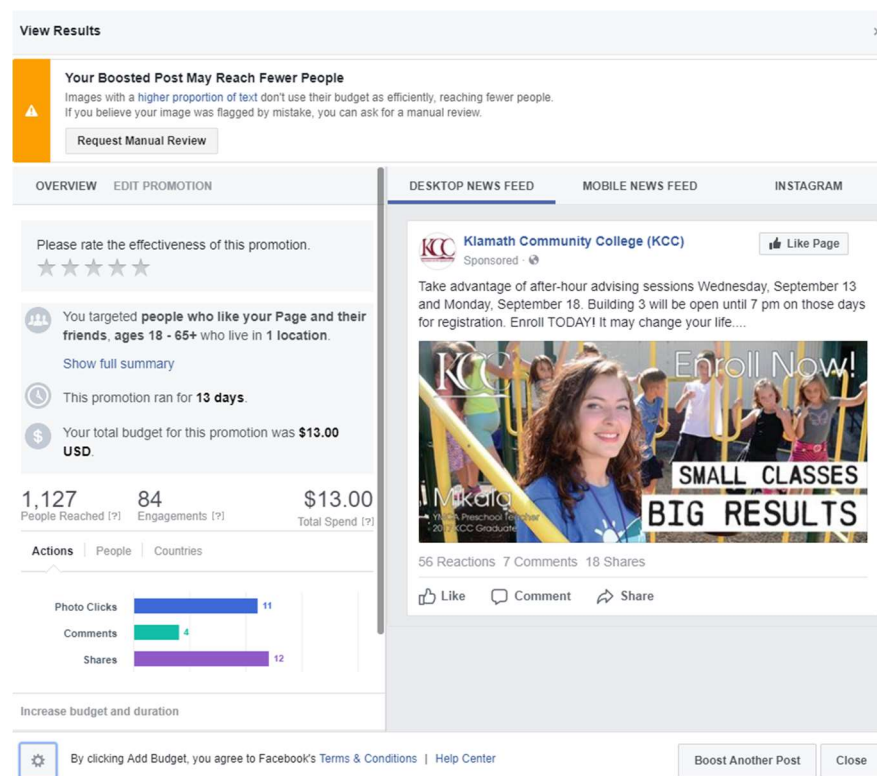 View Results
Your Boosted Post May Reach Fewer People
Images with a higher proportion of text don't use their budget as efficiently, reaching fewer people.
If you believe your image was flagged by mistake, you can ask for a manual review.
Request Manual Review
OVERVIEW EDIT PROMOTION
Please rate the effectiveness of this promotion.
You targeted people who like your Page and their
friends, ages 18 - 65+ who live in 1 location.
Show full summary
This promotion ran for 13 days.
Your total budget for this promotion was $13.00
USD.
1,127 84 $13.00
People Reached [?] Engagements [?] Total Spend [?]
Actions People Countries
Photo Clicks 11
Comments 4
Shares 12
Increase budget and duration
DESKTOP NEWS FEED MOBILE NEWS FEED INSTAGRAM
KCC
Klamath Community College (KCC)
Like Page
Sponsored ·
Take advantage of after-hour advising sessions Wednesday, September 13
and Monday, September 18. Building 3 will be open until 7 pm on those days
for registration. Enroll TODAY! It may change your life....
KCC
Enroll Now!
SMALL CLASSES
BIG RESULTS
Mikala
YMCA Preschool Teacher
KCC Graduate
56 Reactions 7 Comments 18 Shares
Like Comment Share
By clicking Add Budget, you agree to Facebook's Terms & Conditions | Help Center
Boost Another Post Close